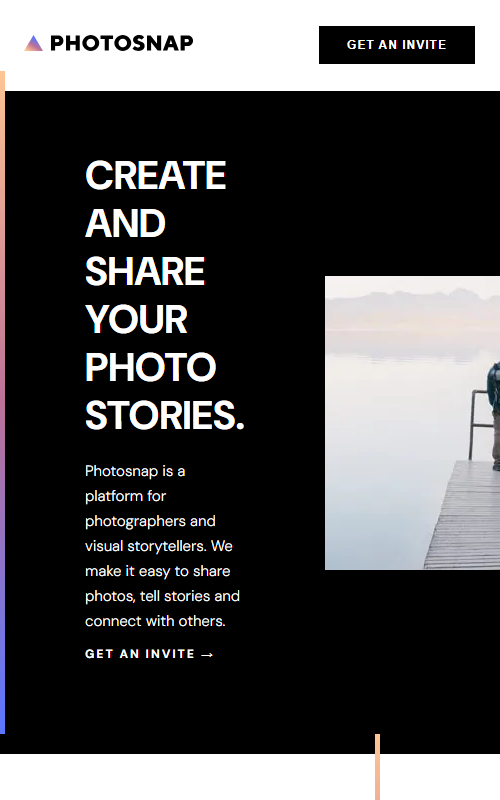 PHOTOSNAP
GET AN INVITE
CREATE
AND
SHARE
YOUR
PHOTO
STORIES.
Photosnap is a
platform for
photographers and
visual storytellers. We
make it easy to share
photos, tell stories and
connect with others.
GET AN INVITE →